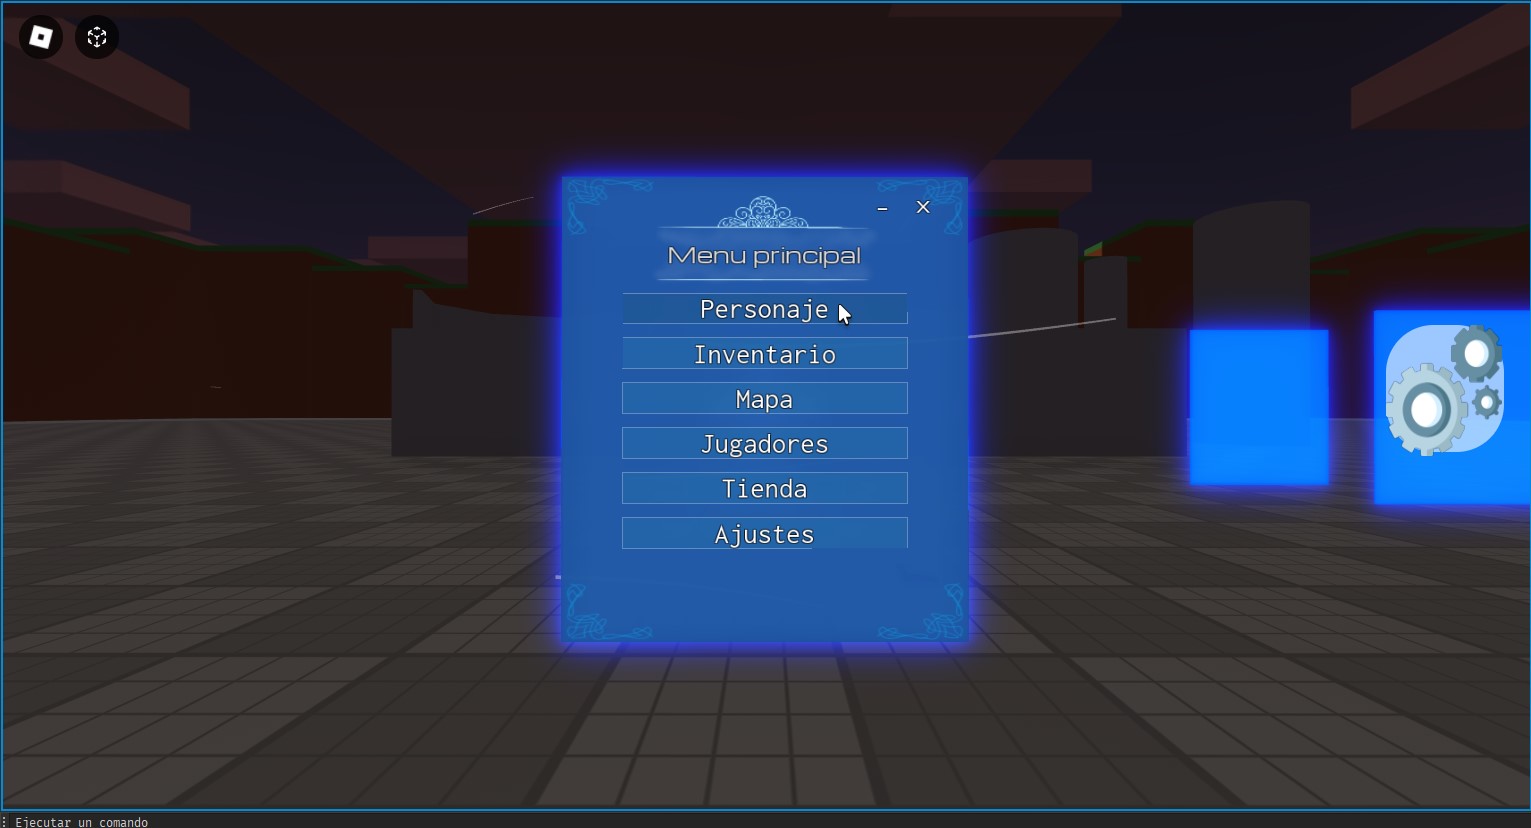 Menu principal
Personaje
Inventario
Mapa
Jugadores
Tienda
Ajustes
Ejecutar un comando